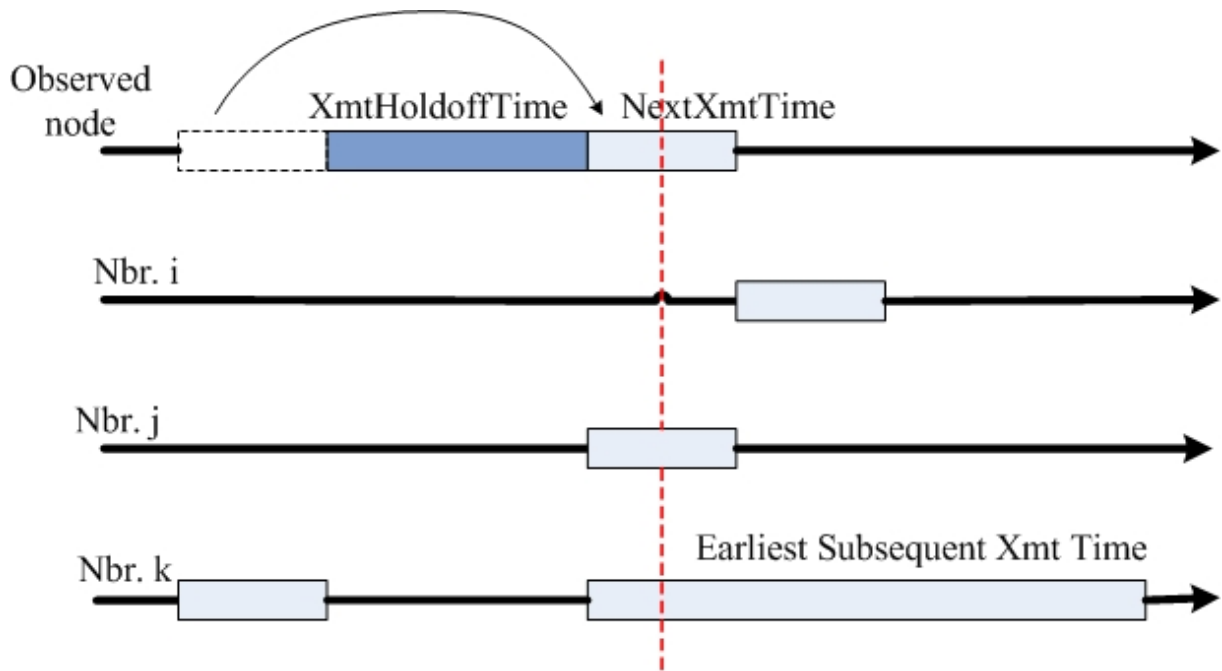 Observed
node
XmtHoldoffTime
NextXmtTime
Nbr. i
Nbr. j
Nbr. k
Earliest Subsequent Xmt Time